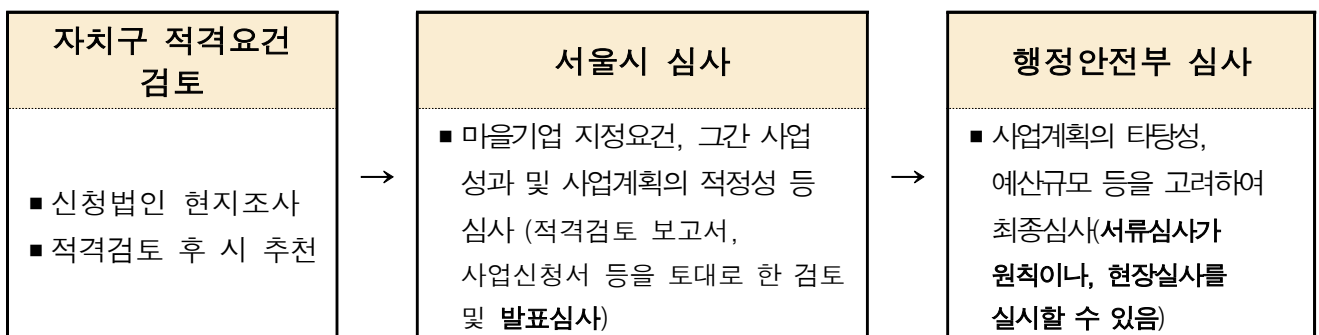 자치구 적격요건
검토
■ 신청법인 현지조사
■ 적격검토 후 시 추천
→
서울시 심사
■ 마을기업 지정요건, 그간 사업
성과 및 사업계획의 적정성 등
심사 (적격검토 보고서,
사업신청서 등을 토대로 한 검토
및 발표심사)
→
행정안전부 심사
■ 사업계획의 타탕성,
예산규모 등을 고려하여
최종심사(서류심사가
원칙이나, 현장실사를
실시할 수 있음)